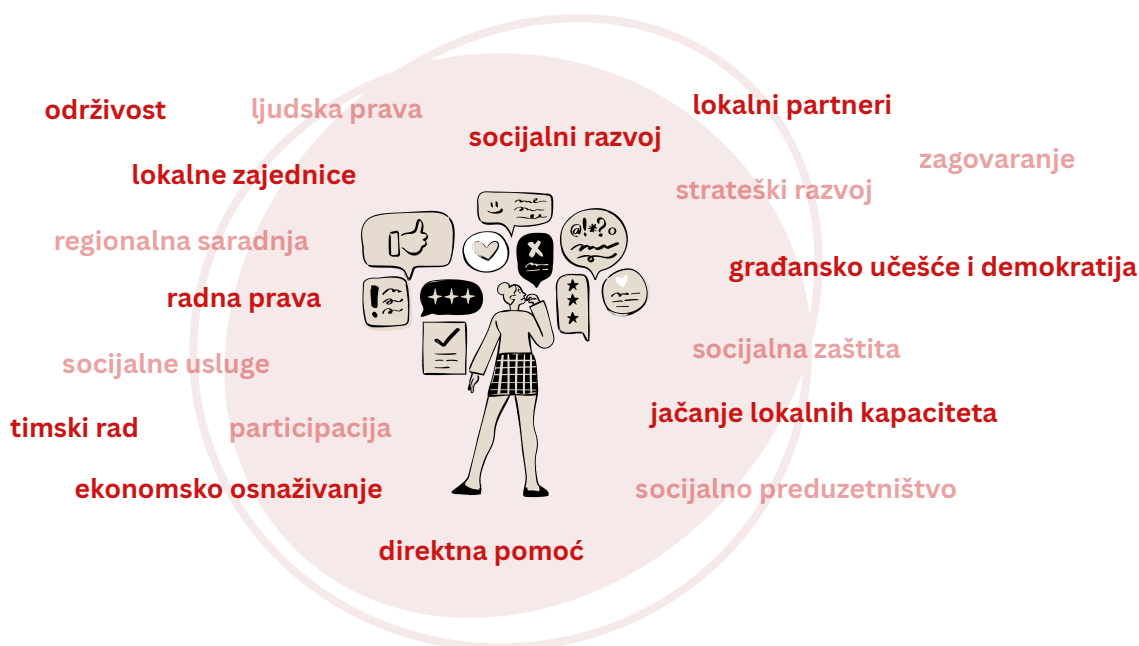 održivost
ljudska prava
lokalni partneri
socijalni razvoj
zagovaranje
lokalne zajednice
strateški razvoj
@!*?o
regionalna saradnja
građansko učešće i demokratija
radna prava
!
socijalna zaštita
socijalne usluge
jačanje lokalnih kapaciteta
timski rad
participacija
ekonomsko osnaživanje
socijalno preduzetništvo
direktna pomoć